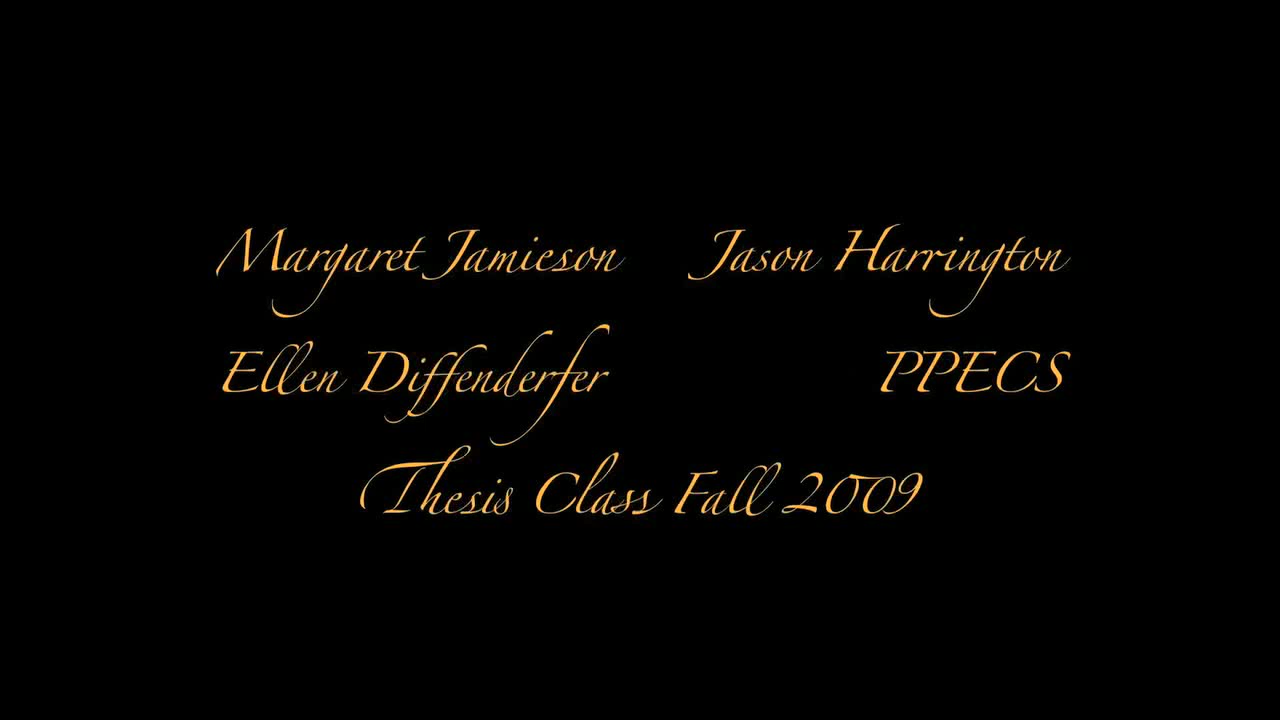 Margaret Jamieson Jason Harrington
Ellen Diffenderfer PPECS
Thesis Class Fall 2009